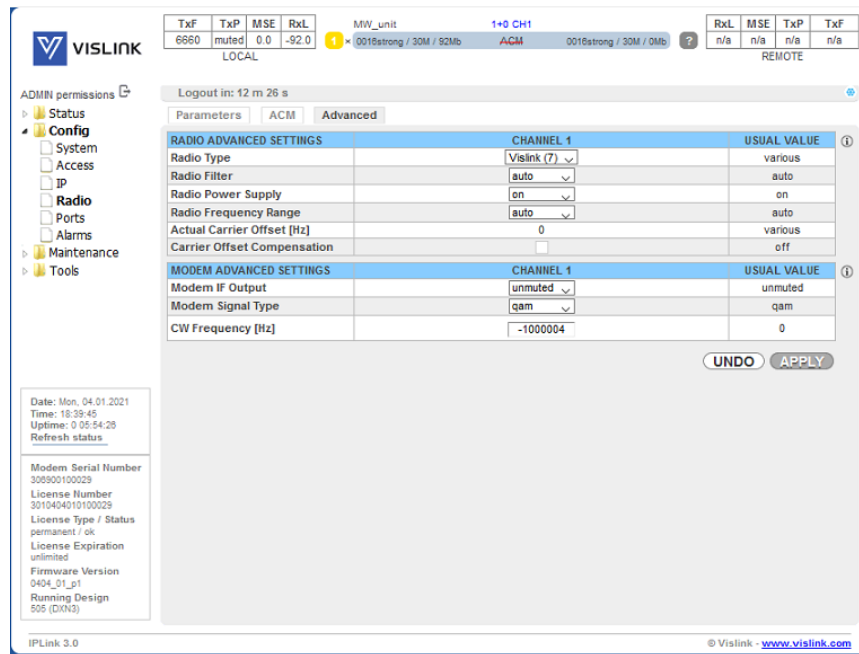 VISLINK
TxF TxP MSE RxL
6660 muted 0.0 -92.0
LOCAL
MW_unit 1+0 CH1
1 × 0016strong / 30M / 92Mb ACM 0016strong / 30M / 0Mb ?
RxL MSE TxP TxF
n/a n/a n/a n/a
REMOTE
ADMIN permissions
Status
Config
System
Access
IP
Radio
Ports
Alarms
Maintenance
Tools
Logout in: 12 m 26 s
Parameters ACM Advanced
RADIO ADVANCED SETTINGS CHANNEL 1 USUAL VALUE
Radio Type Vislink (7) various
Radio Filter auto auto
Radio Power Supply on on
Radio Frequency Range auto auto
Actual Carrier Offset [Hz] 0 various
Carrier Offset Compensation off
MODEM ADVANCED SETTINGS CHANNEL 1 USUAL VALUE
Modem IF Output unmuted unmuted
Modem Signal Type qam qam
CW Frequency [Hz] -1000004 0
UNDO APPLY
Date: Mon, 04.01.2021
Time: 18:39:45
Uptime: 0 05:54:26
Refresh status
Modem Serial Number
306900100029
License Number
3010404010100029
License Type / Status
permanent / ok
License Expiration
unlimited
Firmware Version
0404_01_p1
Running Design
505 (DXN3)
IPLink 3.0
© Vislink - www.vislink.com